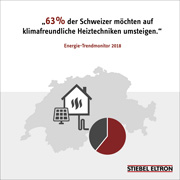 „63% der Schweizer möchten auf
klimafreundliche Heiztechniken umsteigen.“
Energie-Trendmonitor 2018
STIEBEL ELTRON